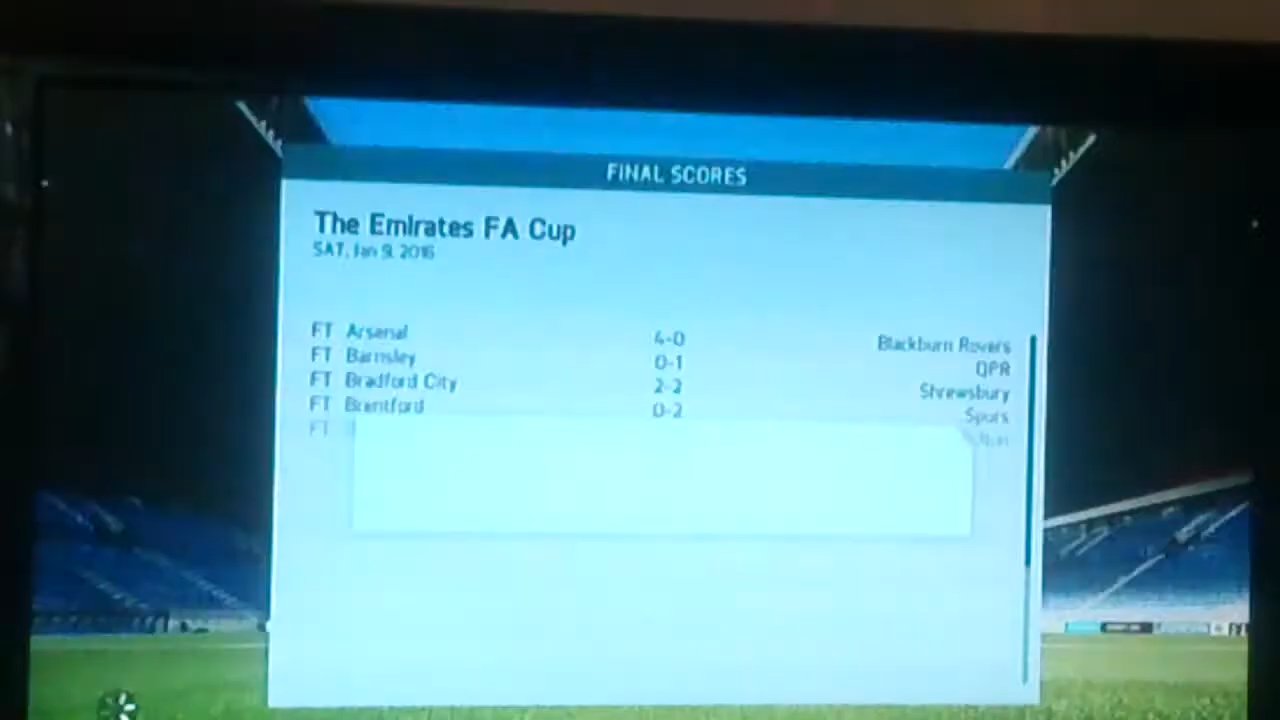 FINAL SCORES
The Emirates FA Cup
SAT, Jan 9, 2016
FT Arsenal 4-0 Blackburn Rovers
FT Barnsley 0-1 QPR
FT Bradford City 2-2 Shrewsbury
FT Brentford 0-2 Spurs
FT